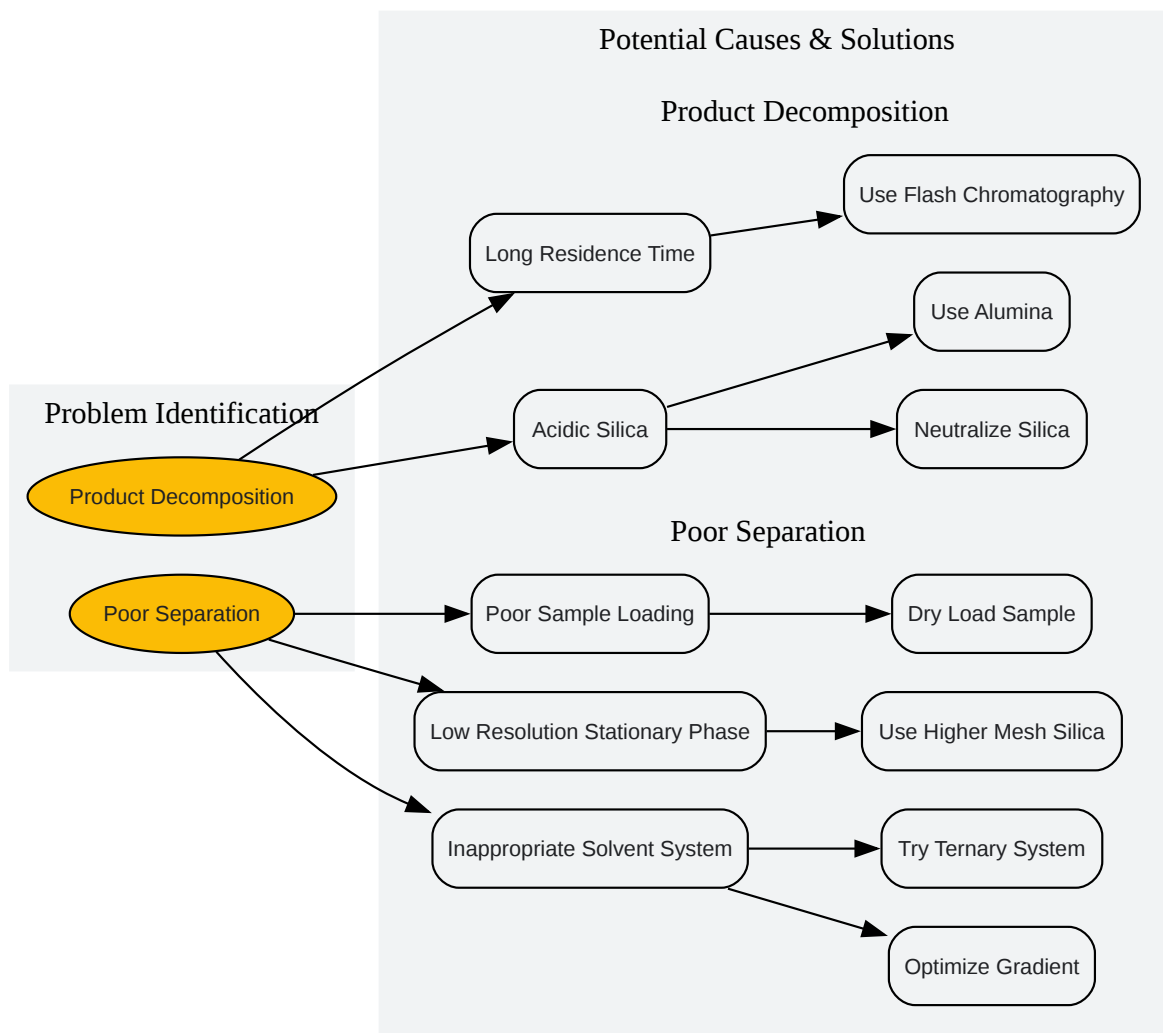 Potential Causes & Solutions
Product Decomposition
Use Flash Chromatography
Long Residence Time
Use Alumina
Problem Identification
Acidic Silica
Neutralize Silica
Product Decomposition
Poor Separation
Poor Separation
Poor Sample Loading
Dry Load Sample
Low Resolution Stationary Phase
Use Higher Mesh Silica
Inappropriate Solvent System
Try Ternary System
Optimize Gradient